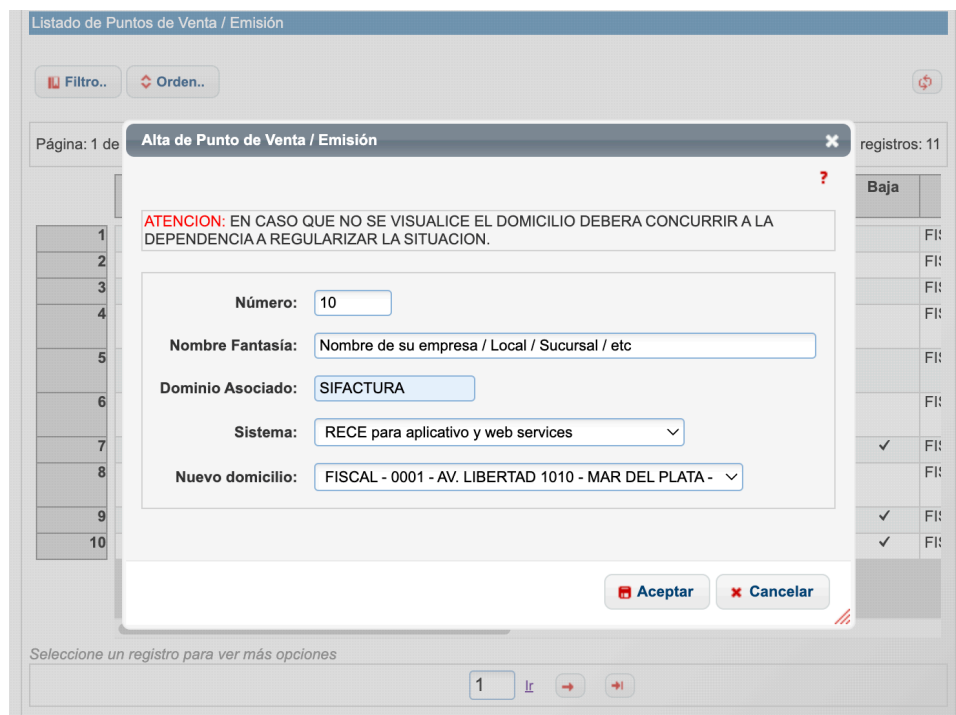 Listado de Puntos de Venta / Emisión
Filtro.. Orden..
Página: 1 de
registros: 11
Alta de Punto de Venta / Emisión
?
Baja
ATENCION: EN CASO QUE NO SE VISUALICE EL DOMICILIO DEBERA CONCURRIR A LA
DEPENDENCIA A REGULARIZAR LA SITUACION.
Número: 10
Nombre Fantasía: Nombre de su empresa / Local / Sucursal / etc
Dominio Asociado: SIFACTURA
Sistema: RECE para aplicativo y web services
Nuevo domicilio: FISCAL - 0001 - AV. LIBERTAD 1010 - MAR DEL PLATA -
1
2
3
4
5
6
7
8
9
10
Aceptar Cancelar
Seleccione un registro para ver más opciones
1 Ir